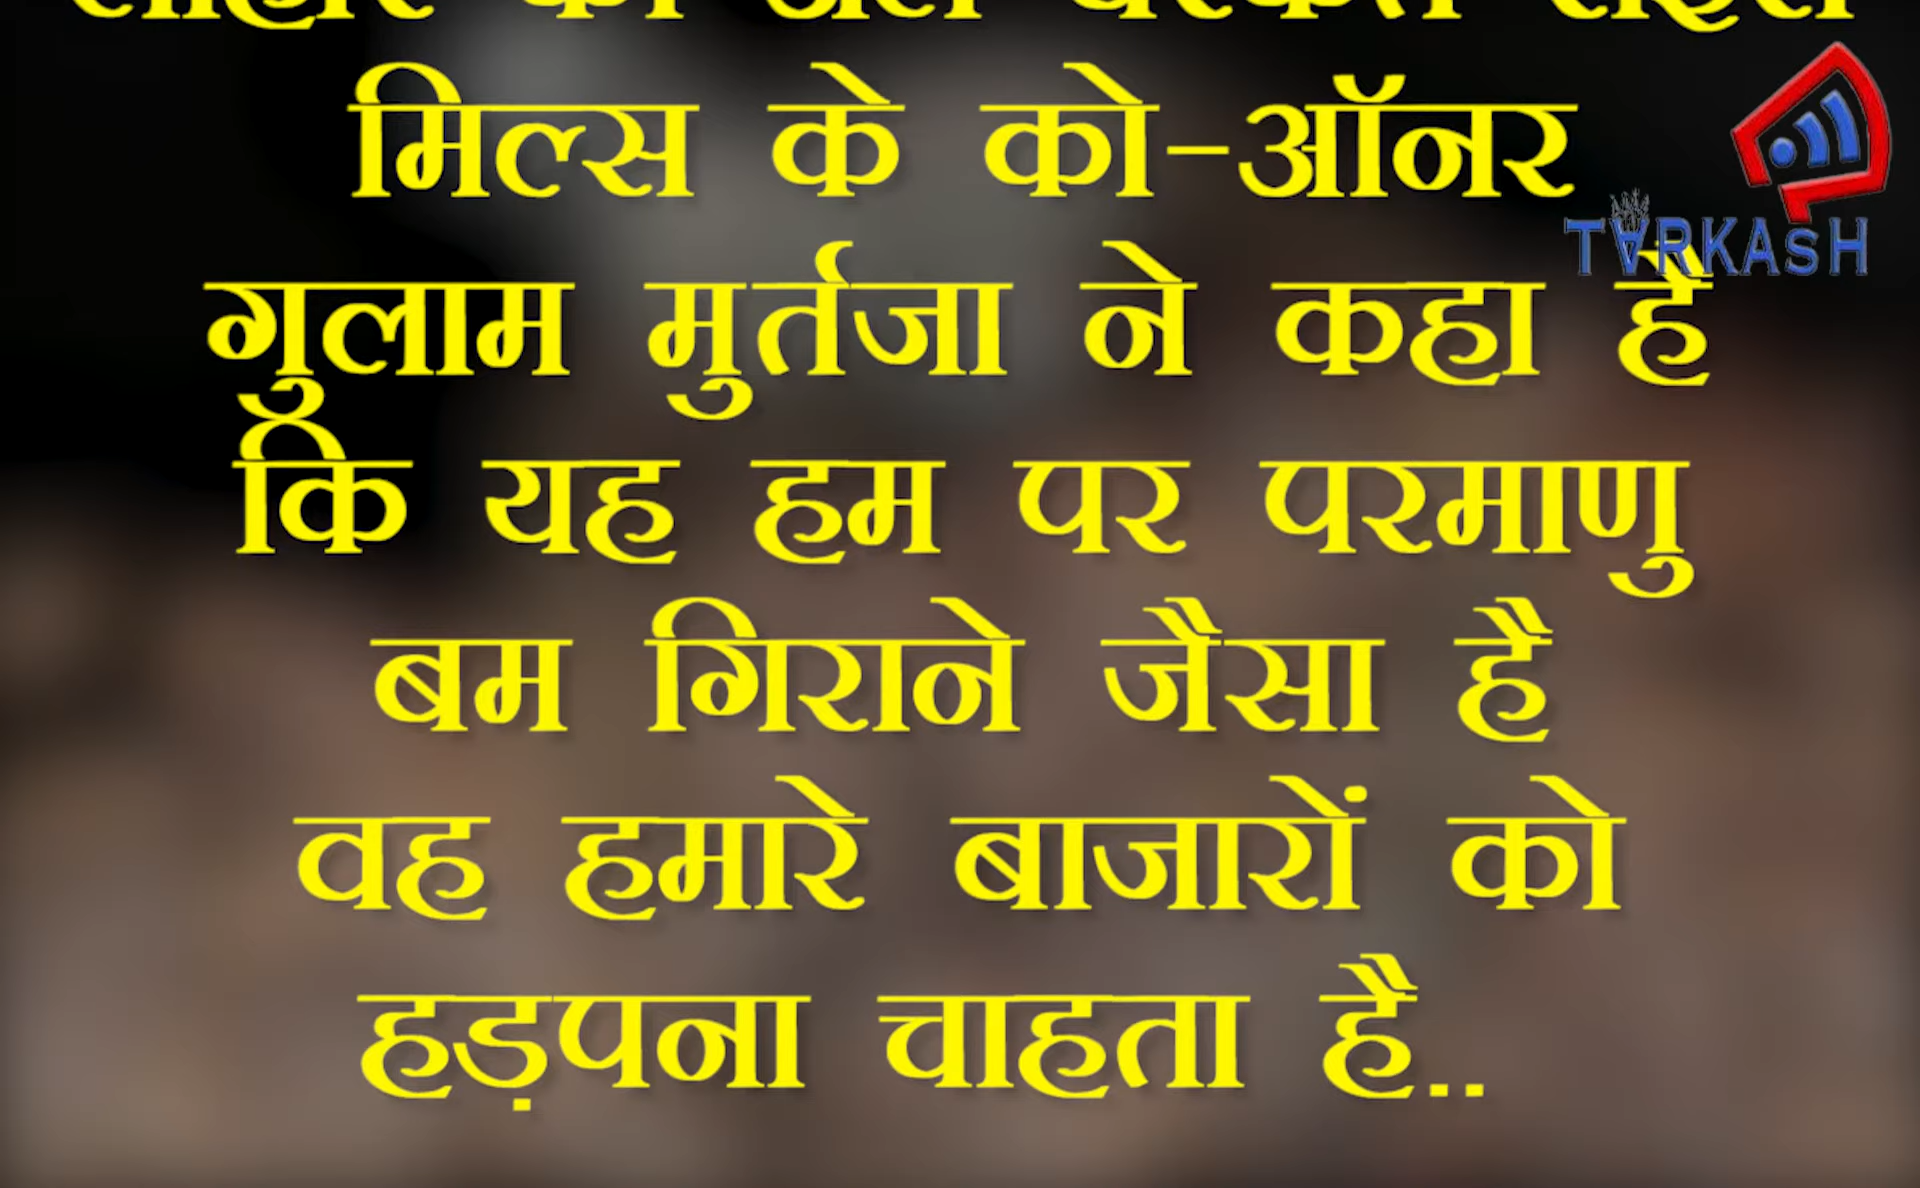 मिल्स के को-ऑनर
TARKASH
गुलाम मुर्तजा ने कहा है
कि यह हम पर परमाणु
बम गिराने जैसा है
वह हमारे बाजारों को
हड़पना चाहता है..